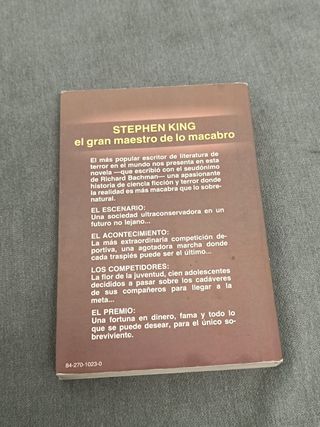 STEPHEN KING
el gran maestro de lo macabro
El más popular escritor de literatura de
terror en el mundo nos presenta en esta
novela —que escribió con el seudónimo
de Richard Bachman— una apasionante
historia de ciencia ficción y terror donde
la realidad es más macabra que lo sobre-
natural.
EL ESCENARIO:
Una sociedad ultraconservadora en un
futuro no lejano...
EL ACONTECIMIENTO:
La más extraordinaria competición de-
portiva, una agotadora marcha donde
cada traspiés puede ser el último...
LOS COMPETIDORES:
La flor de la juventud, cien adolescentes
decididos a pasar sobre los cadáveres
de sus compañeros para llegar a la
meta...
EL PREMIO:
Una fortuna en dinero, fama y todo lo
que se puede desear, para el único so-
breviviente.
84-270-1023-0